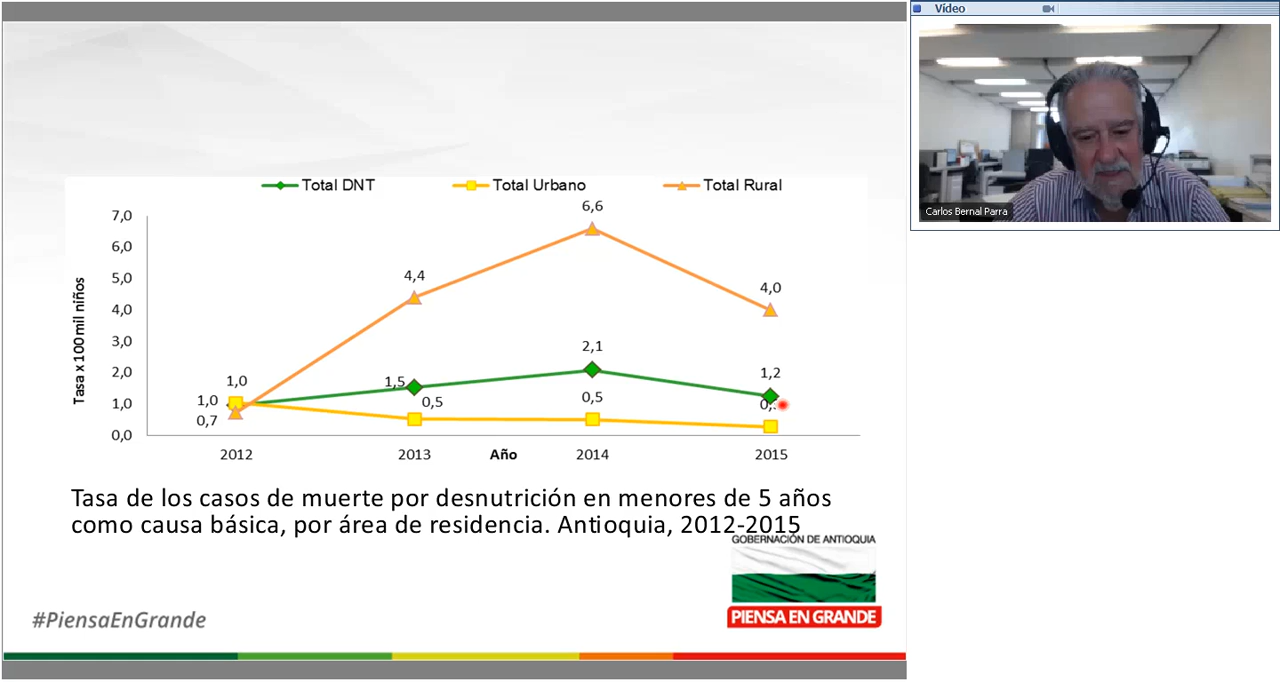 Vídeo
Carlos Bernal Parra
Total DNT
Total Urbano
Total Rural
Tasa x100mil niños
7,0
6,0
5,0
4,0
3,0
2,0
1,0
0,0
1,0
1,0
0,7
4,4
1,5
0,5
6,6
2,1
0,5
4,0
1,2
2012
2013
Año
2014
2015
Tasa de los casos de muerte por desnutrición en menores de 5 años
como causa básica, por área de residencia. Antioquia, 2012-2015
GOBERNACIÓN DE ANTIOQUIA
PIENSA EN GRANDE
#PiensaEnGrande